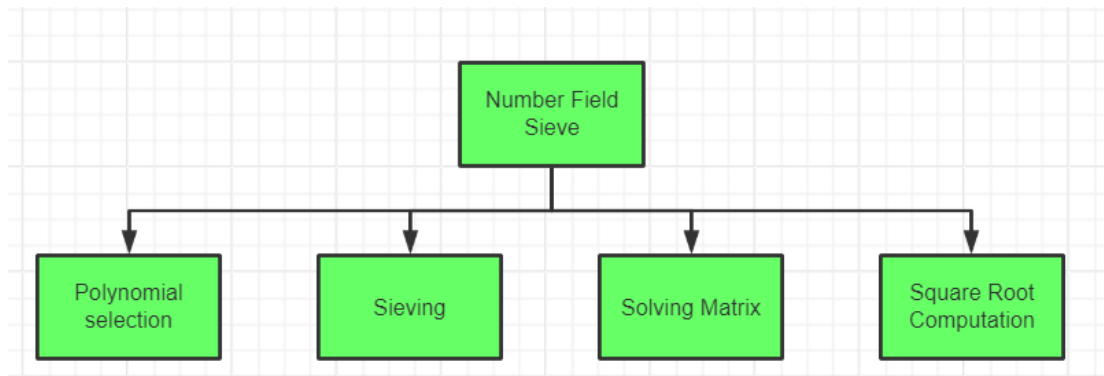 Number Field
Sieve
Polynomial
selection
Sieving
Solving Matrix
Square Root
Computation